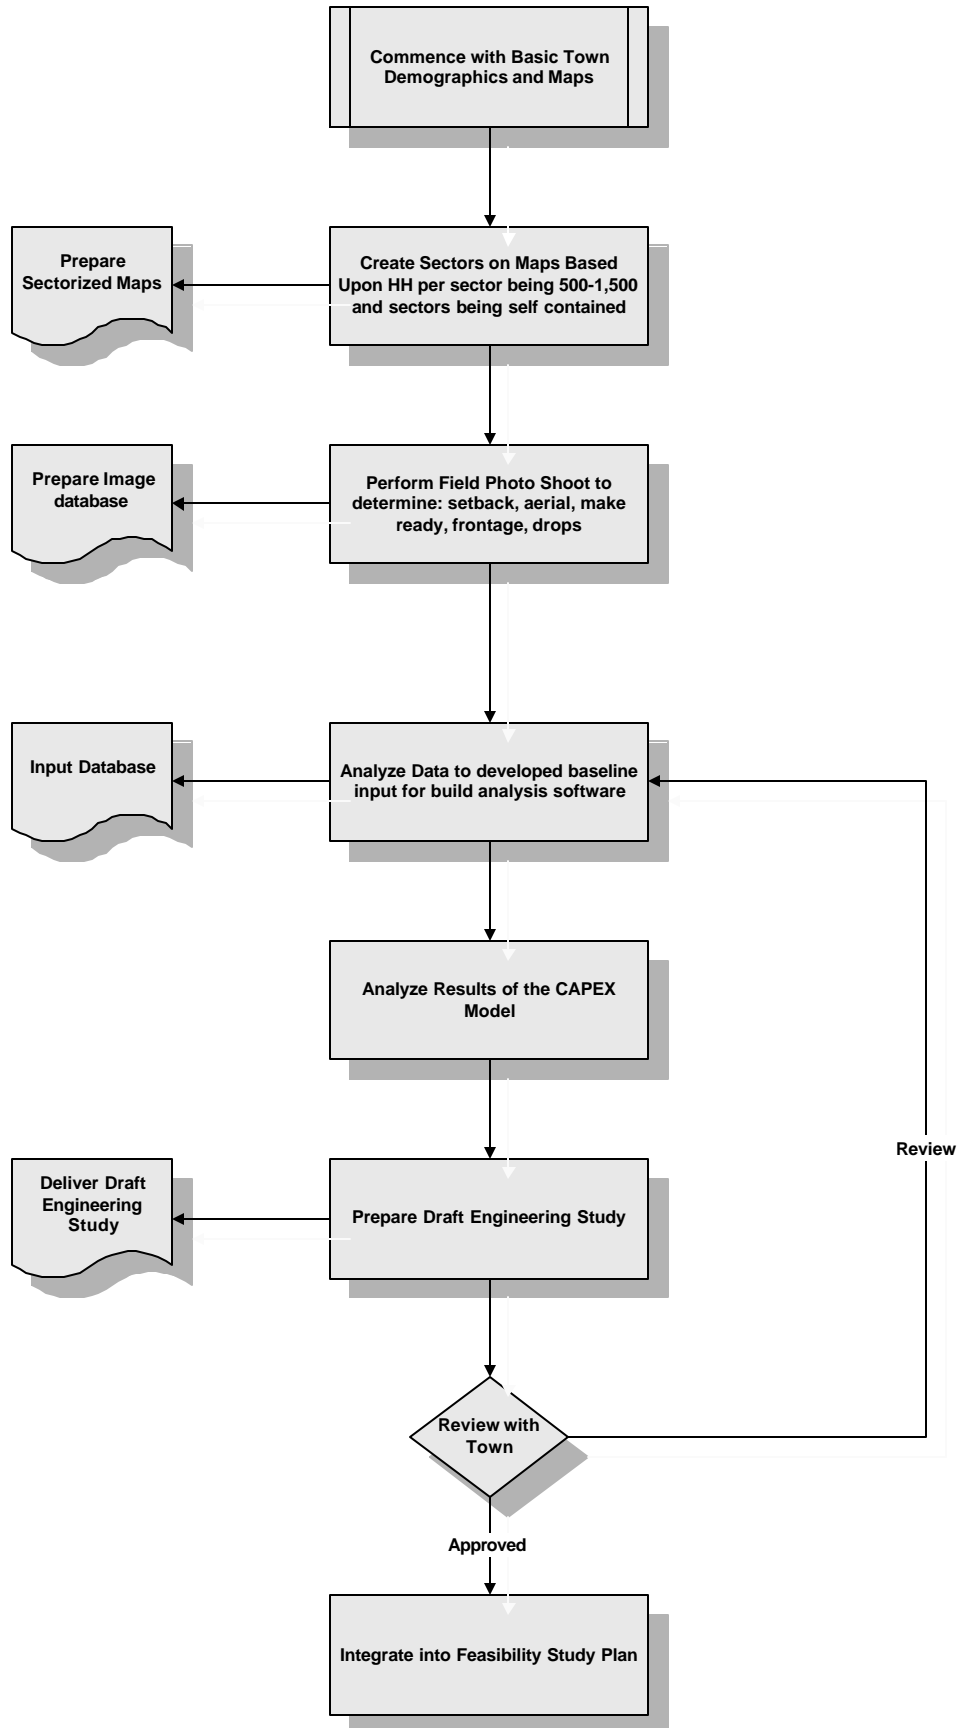 Commence with Basic Town
Demographics and Maps
Prepare
Sectorized Maps
Create Sectors on Maps Based
Upon HH per sector being 500-1,500
and sectors being self contained
Prepare Image
database
Perform Field Photo Shoot to
determine: setback, aerial, make
ready, frontage, drops
Input Database
Analyze Data to developed baseline
input for build analysis software
Analyze Results of the CAPEX
Model
Review
Deliver Draft
Engineering
Study
Prepare Draft Engineering Study
Review with
Town
Approved
Integrate into Feasibility Study Plan